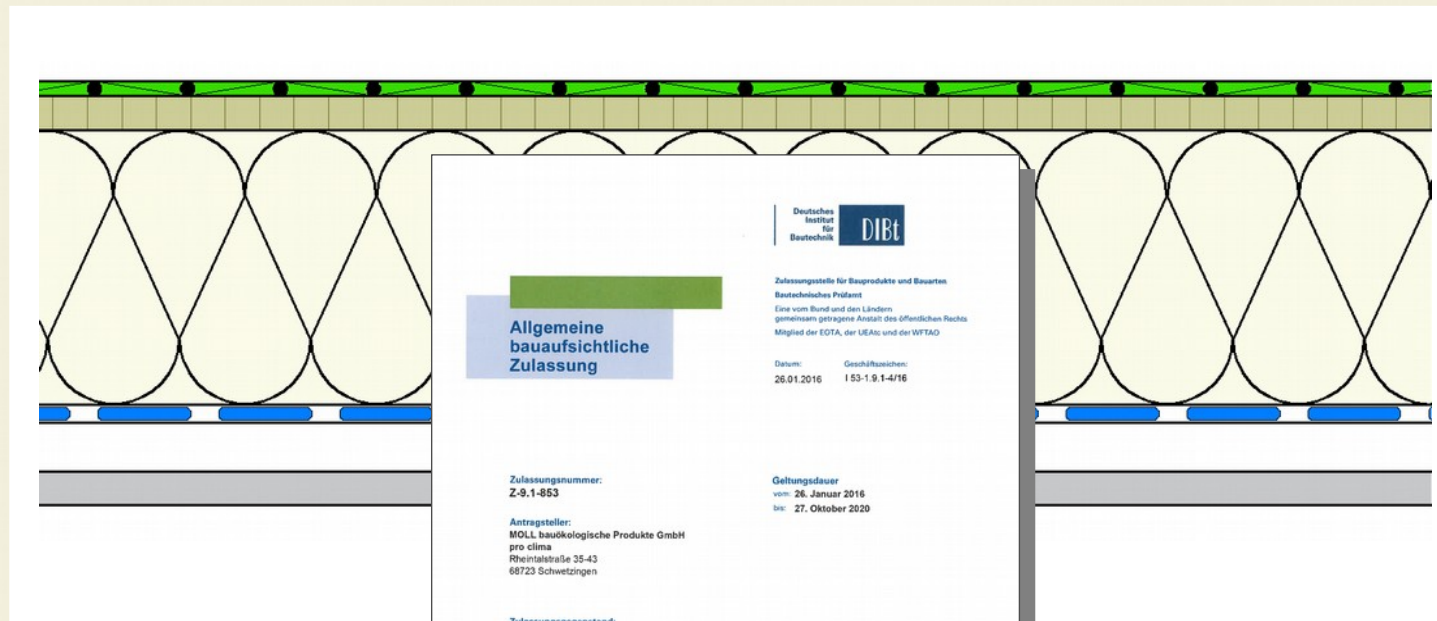 Deutsches
Institut
für
Bautechnik
DIBt
Zulassungsstelle für Bauprodukte und Bauarten
Bautechnisches Prüfamt
Eine vom Bund und den Ländern
gemeinsam getragene Anstalt des öffentlichen Rechts
Mitglied der EOTA, der UEAtc und der WFTAO
Allgemeine
bauaufsichtliche
Zulassung
Datum: Geschäftszeichen:
26.01.2016 I 53-1.9.1-4/16
Zulassungsnummer:
Z-9.1-853
Geltungsdauer
vom: 26. Januar 2016
bis: 27. Oktober 2020
Antragsteller:
MOLL bauökologische Produkte GmbH
pro clima
Rheintalstraße 35-43
68723 Schwetzingen